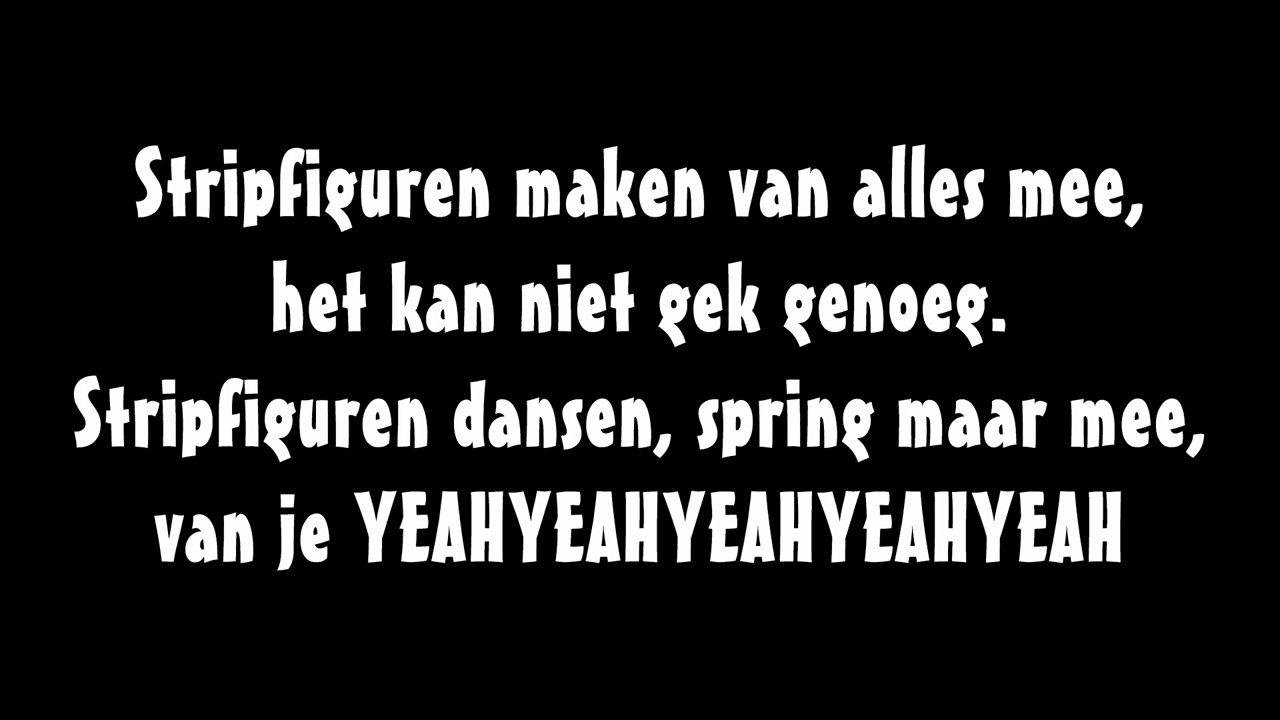 Stripfiguren maken van alles mee,
het kan niet gek genoeg.
Stripfiguren dansen, spring maar mee,
van je YEAHYEAHYEAHYEAHYEAH